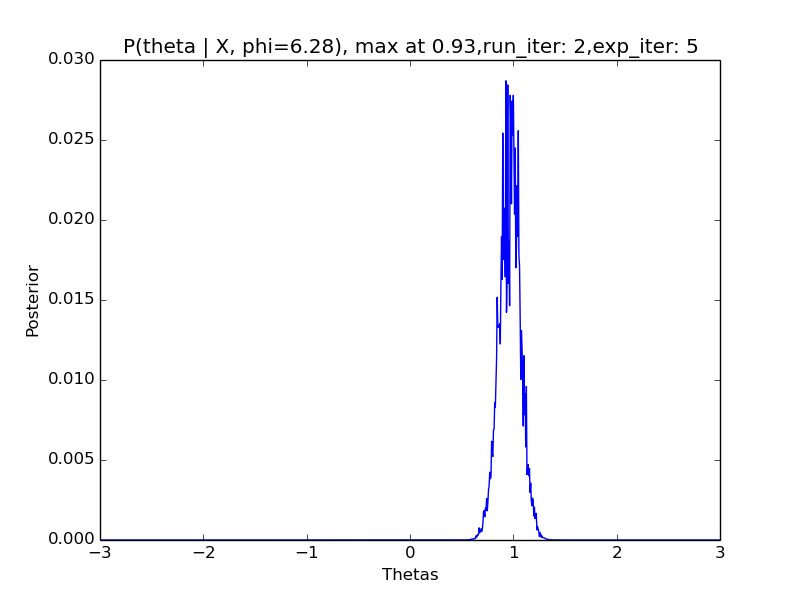 P(theta | X, phi=6.28), max at 0.93,run_iter: 2,exp_iter: 5
0.030
0.025
0.020
0.015
0.010
0.005
0.000
Posterior
−3 −2 −1 0 1 2 3
Thetas